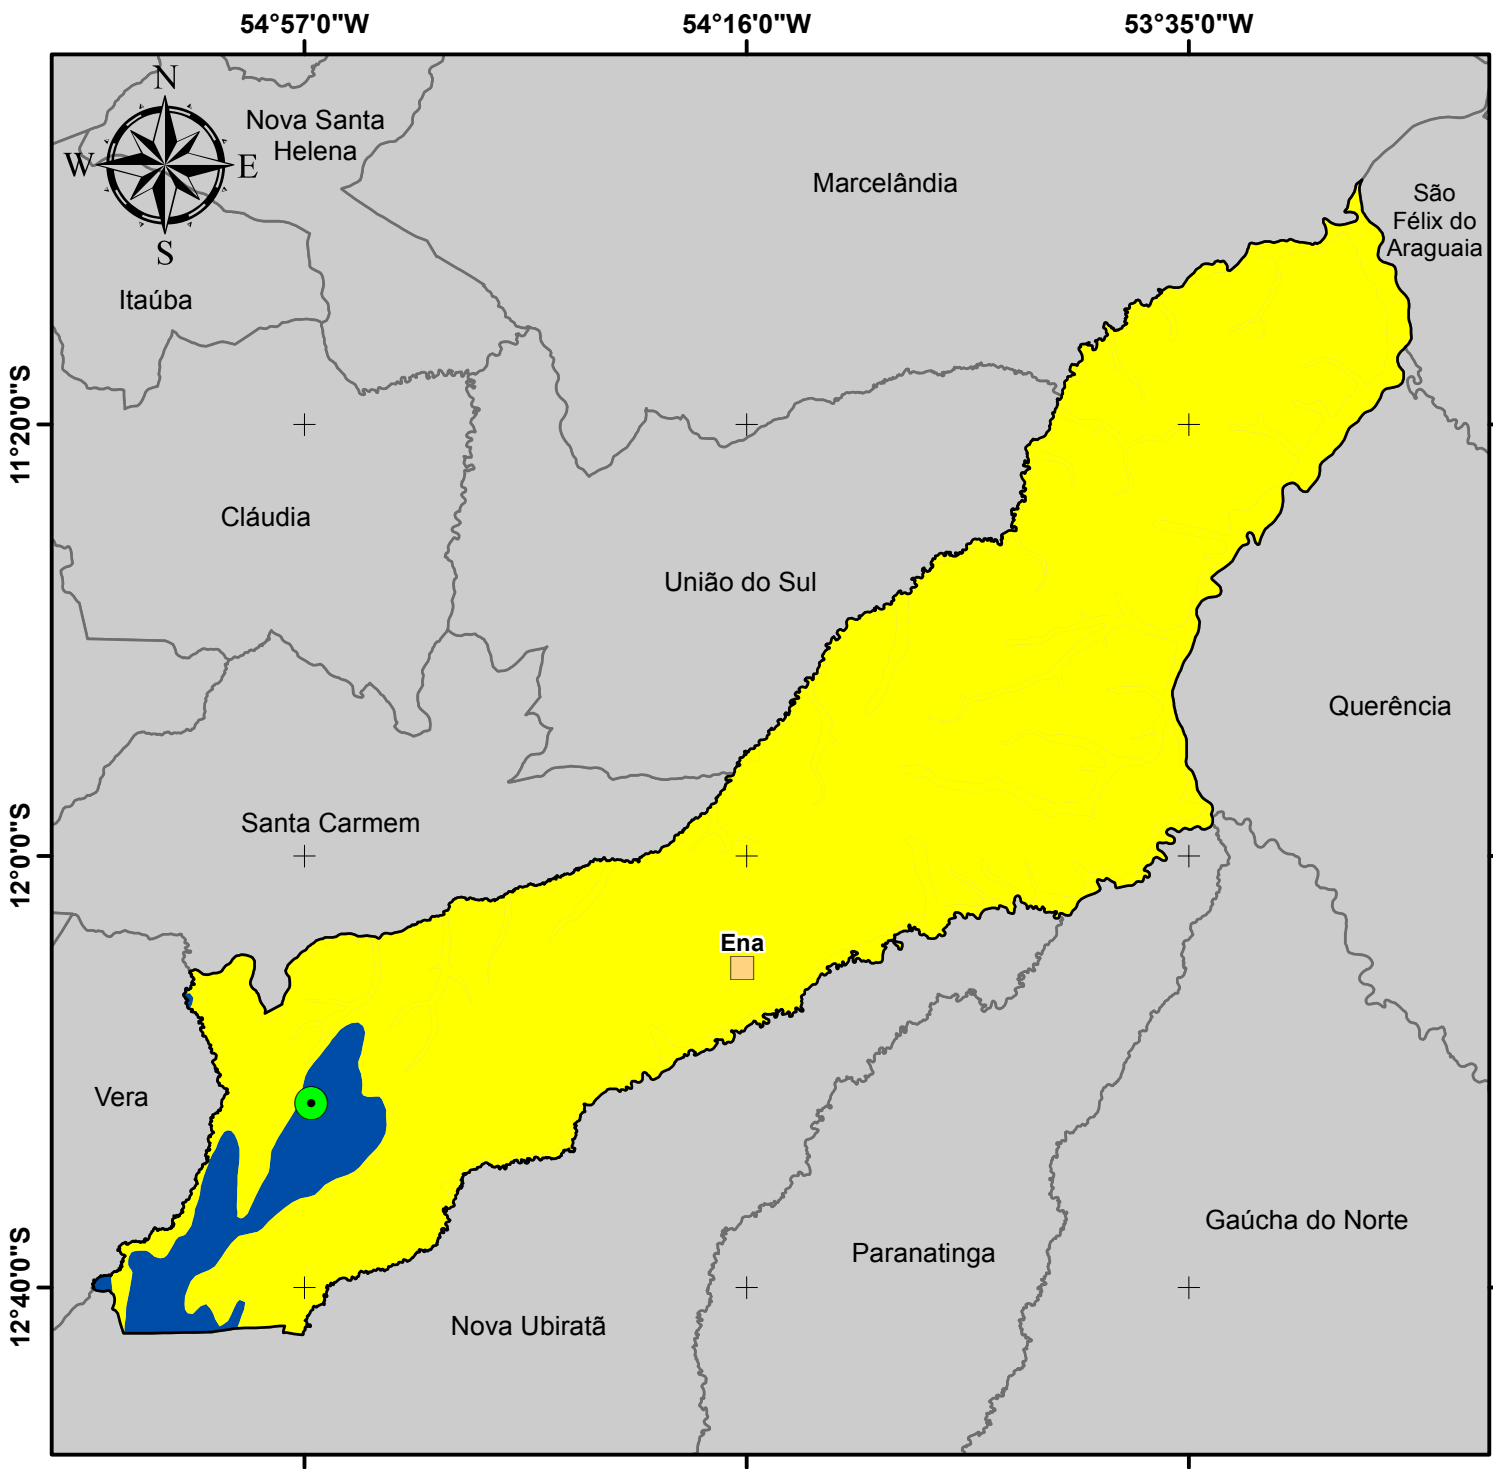 54°57'0"W
54°16'0"W
53°35'0"W
N
W
E
S
Nova Santa
Helena
Marcelândia
São
Félix do
Araguaia
Itaúba
11°20'0"S
Cláudia
União do Sul
Querência
12°0'0"S
Santa Carmem
Ena
Vera
12°40'0"S
Gaúcha do Norte
Paranatinga
Nova Ubiratã